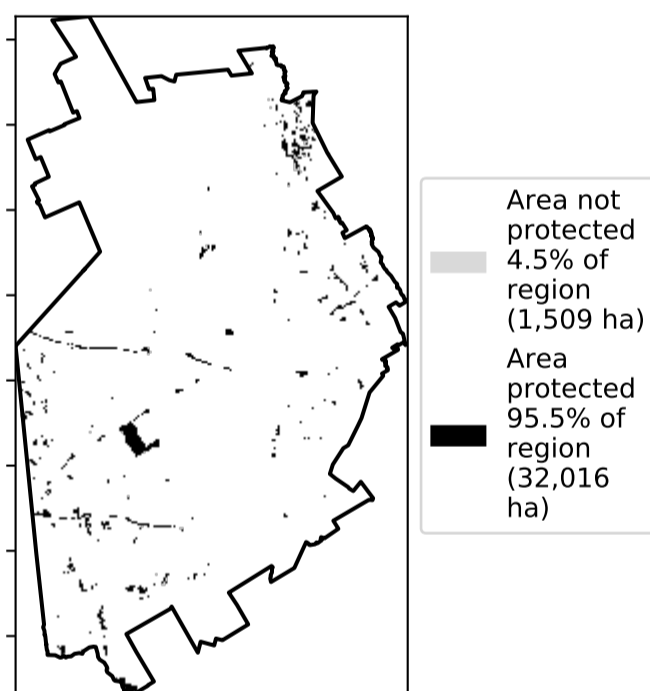 Area not
protected
4.5% of
region
(1,509 ha)
Area
protected
95.5% of
region
(32,016
ha)